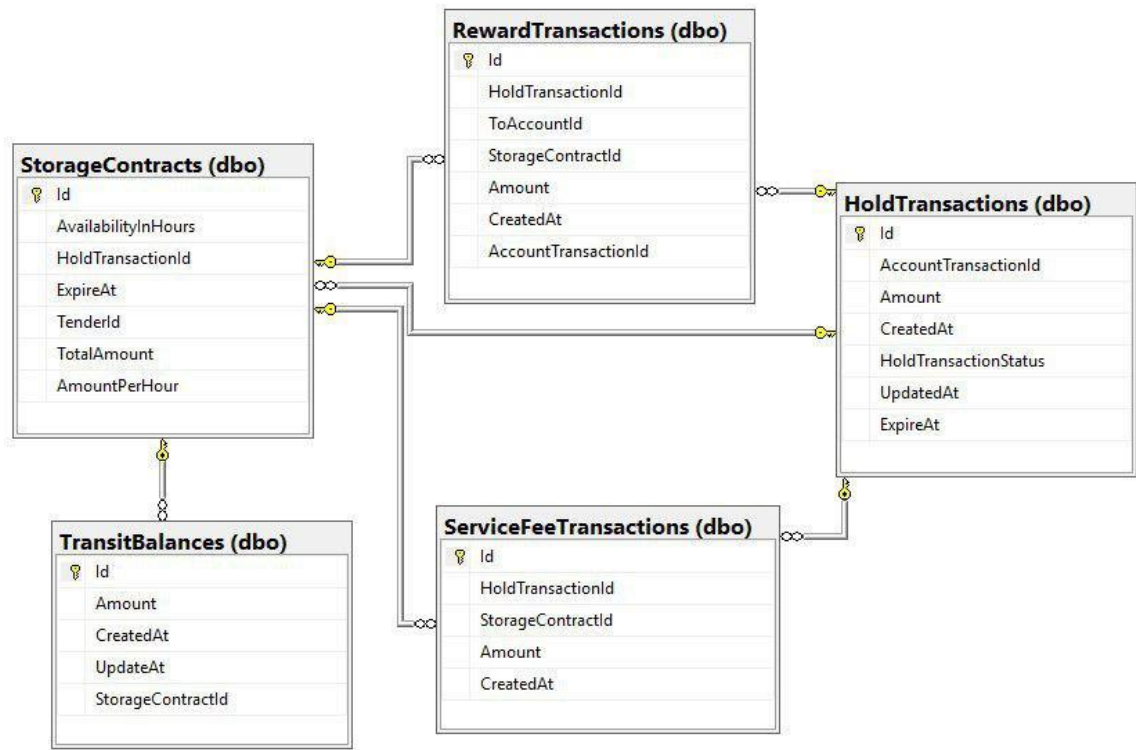 RewardTransactions (dbo)
Id
HoldTransactionId
ToAccountId
StorageContractId
Amount
CreatedAt
AccountTransactionId
StorageContracts (dbo)
Id
AvailabilityInHours
HoldTransactionId
ExpireAt
TenderId
TotalAmount
AmountPerHour
HoldTransactions (dbo)
Id
AccountTransactionId
Amount
CreatedAt
HoldTransactionStatus
UpdatedAt
ExpireAt
TransitBalances (dbo)
Id
Amount
CreatedAt
UpdateAt
StorageContractId
ServiceFeeTransactions (dbo)
Id
HoldTransactionId
StorageContractId
Amount
CreatedAt